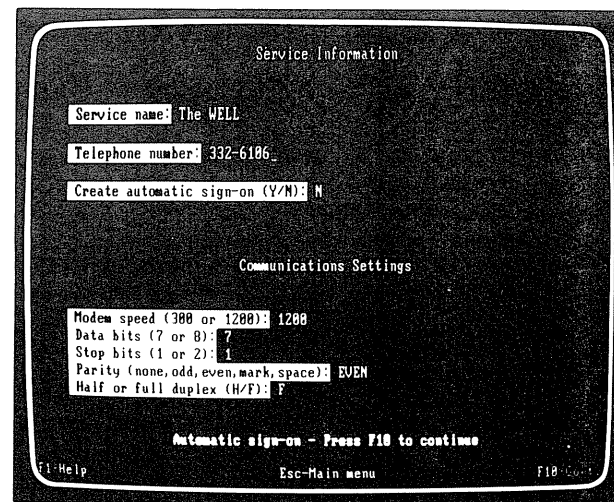 Service Information
Service name: The WELL
Telephone number: 332-6106_
Create automatic sign-on (Y/N): N
Communications Settings
Modem speed (300 or 1200): 1200
Data bits (7 or 8): 7
Stop bits (1 or 2): 1
Parity (none,odd,even,mark,space): EVEN
Half or full duplex (H/F): F
Automatic sign-on - Press F10 to continue
F1-Help Esc-Main menu F10-Cont